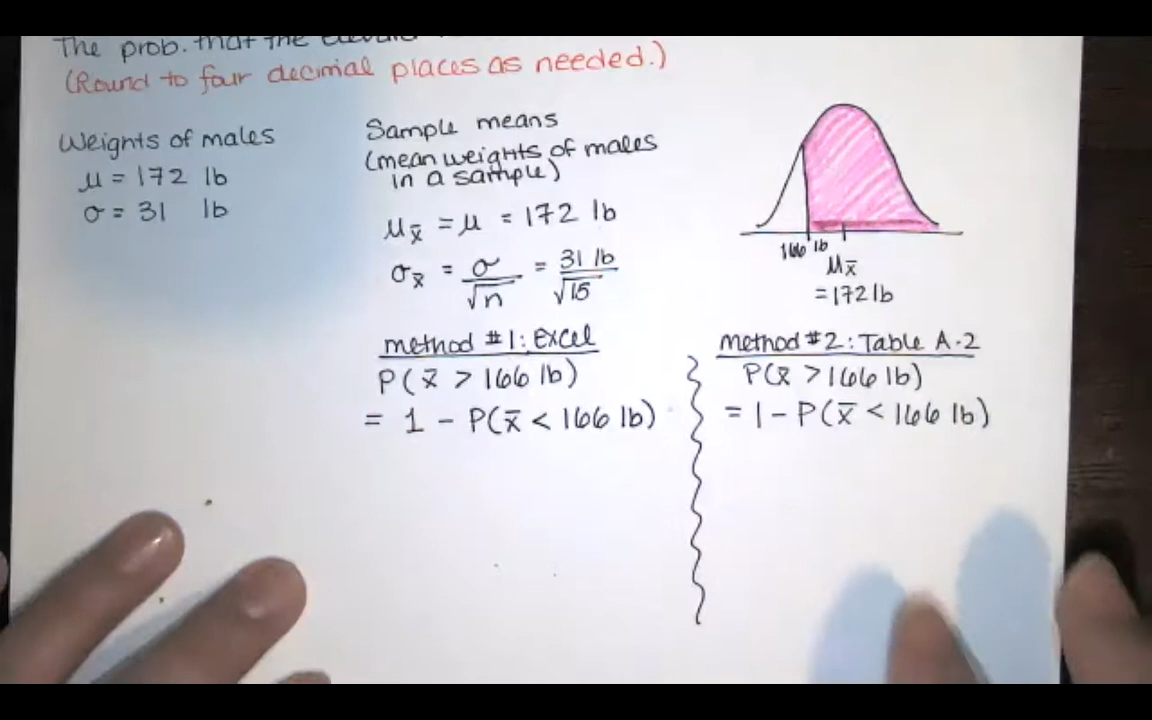 The prob. that the
(Round to four decimal places as needed.)
Weights of males
μ = 172 lb
σ = 31 lb
Sample means
(mean weights of males
in a sample)
μx̄ = μ = 172 lb
σx̄ = σ/√n = 31 lb/√15
166 lb
μx̄
= 172 lb
method #1: Excel
P(x̄ > 166 lb)
= 1 - P(x̄ < 166 lb)
method #2: Table A-2
P(x̄ > 166 lb)
= 1 - P(x̄ < 166 lb)